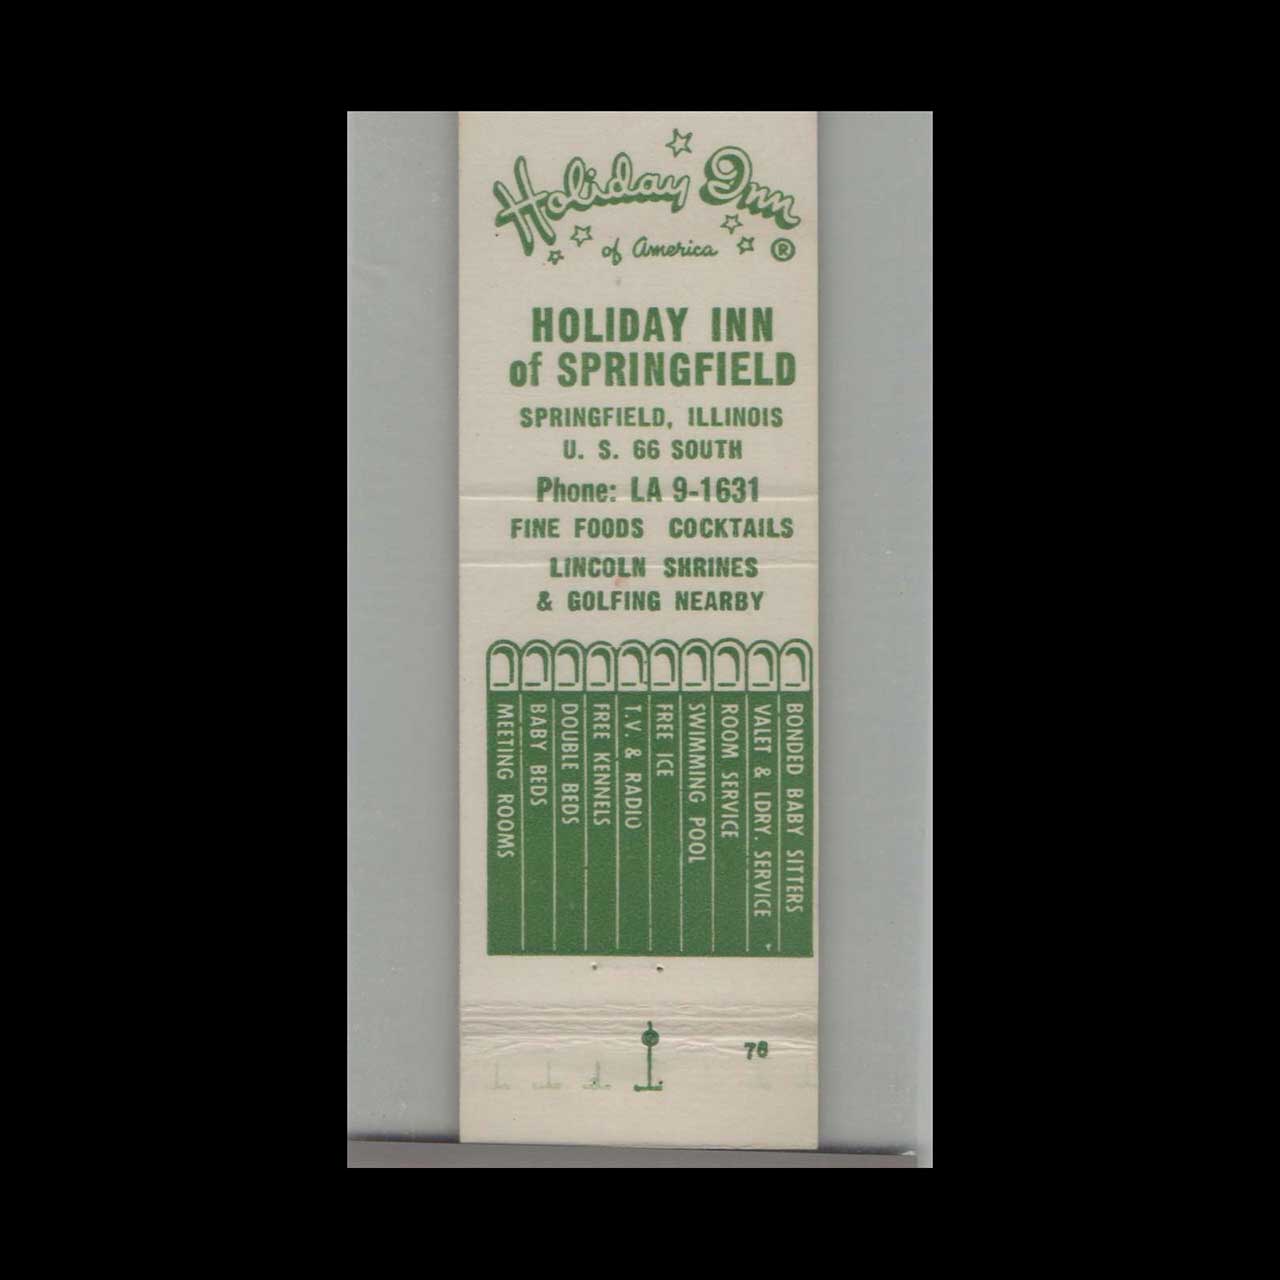 Holiday Inn
of America ®
HOLIDAY INN
of SPRINGFIELD
SPRINGFIELD, ILLINOIS
U. S. 66 SOUTH
Phone: LA 9-1631
FINE FOODS COCKTAILS
LINCOLN SHRINES
& GOLFING NEARBY
BONDED BABY SITTERS
VALET & LDRY. SERVICE
ROOM SERVICE
SWIMMING POOL
FREE ICE
T.V. & RADIO
FREE KENNELS
DOUBLE BEDS
BABY BEDS
MEETING ROOMS